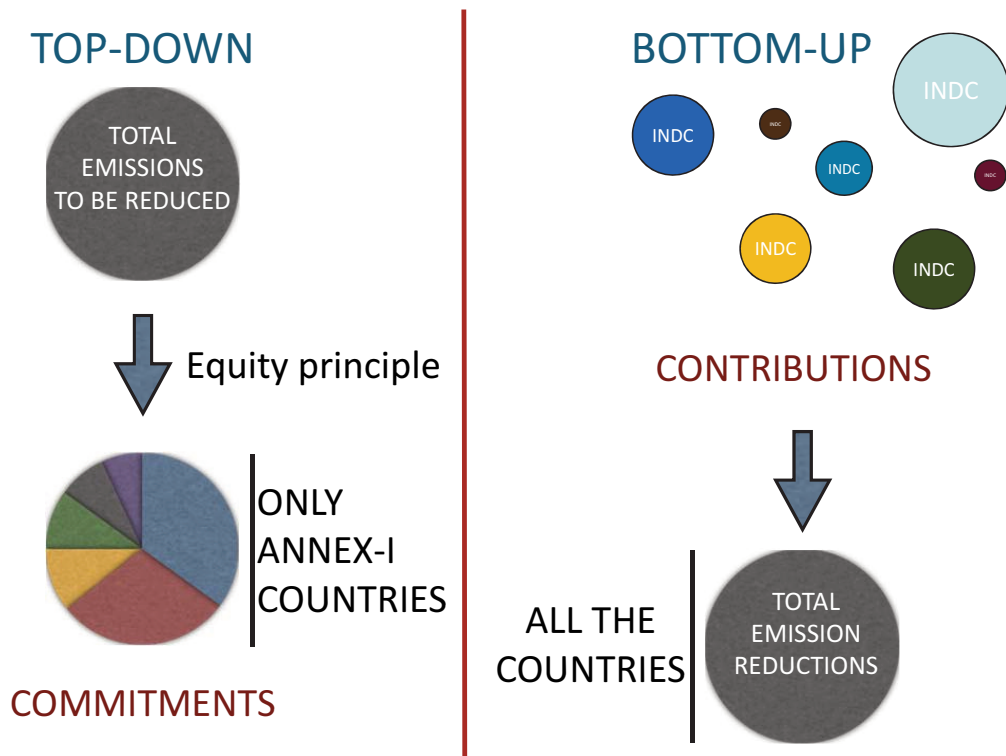 TOP-DOWN
TOTAL
EMISSIONS
TO BE REDUCED
Equity principle
ONLY
ANNEX-I
COUNTRIES
COMMITMENTS
BOTTOM-UP
INDC
INDC
INDC
INDC
INDC
INDC
INDC
CONTRIBUTIONS
ALL THE
COUNTRIES
TOTAL
EMISSION
REDUCTIONS